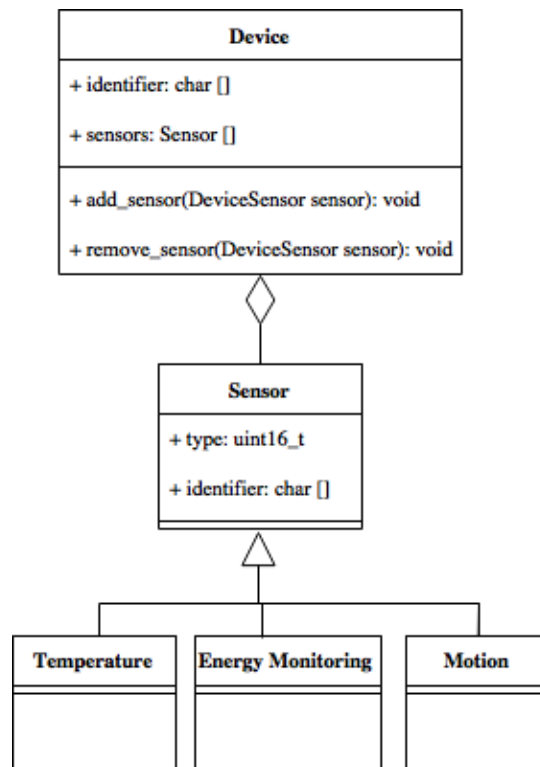 Device
+ identifier: char []
+ sensors: Sensor []
+ add_sensor(DeviceSensor sensor): void
+ remove_sensor(DeviceSensor sensor): void
Sensor
+ type: uint16_t
+ identifier: char []
Temperature
Energy Monitoring
Motion